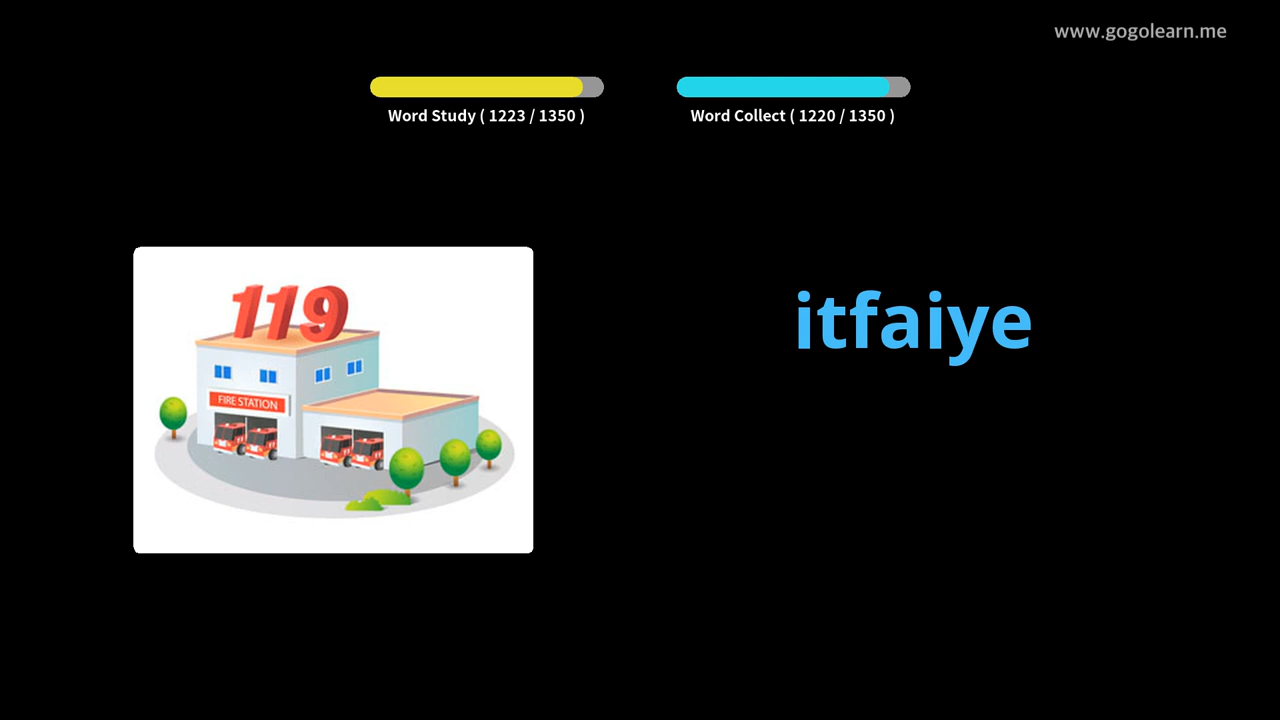 www.gogolearn.me
Word Study ( 1223 / 1350 )
Word Collect ( 1220 / 1350 )
119
FIRE STATION
itfaiye